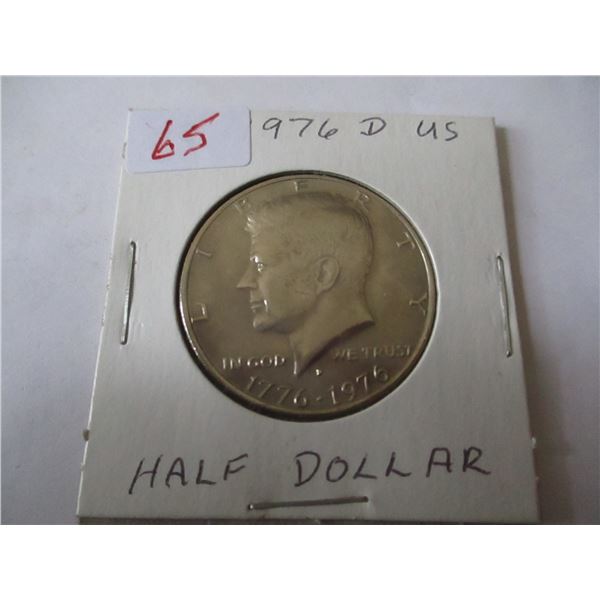 65 976 D US
LIBERTY
IN GOD WE TRUST
D
1776-1976
HALF DOLLAR